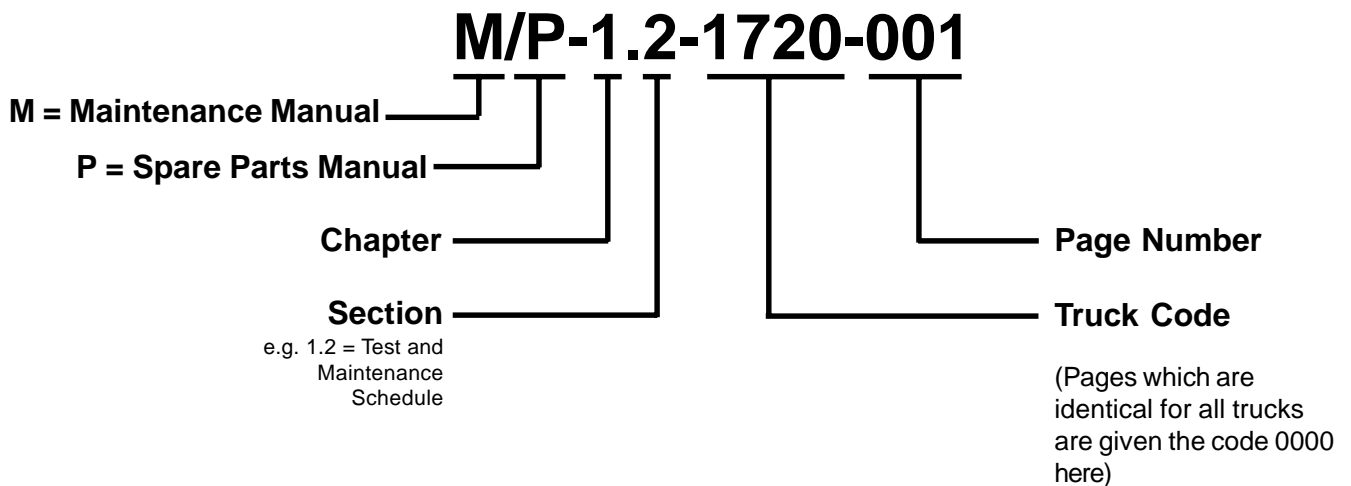 M/P-1.2-1720-001
M = Maintenance Manual
P = Spare Parts Manual
Chapter
Section
e.g. 1.2 = Test and
Maintenance
Schedule
Page Number
Truck Code
(Pages which are
identical for all trucks
are given the code 0000
here)